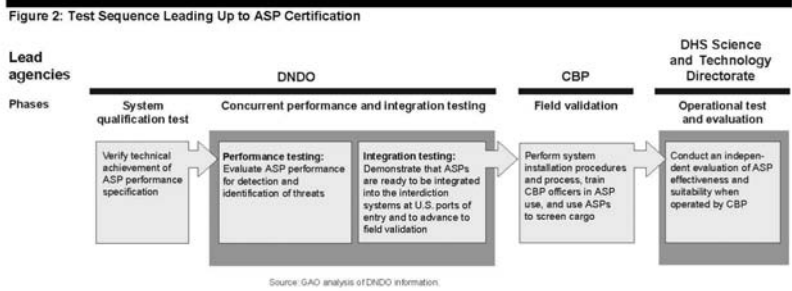 Figure 2: Test Sequence Leading Up to ASP Certification
Lead
agencies
DNDO
CBP
DHS Science
and Technology
Directorate
Phases
System
qualification test
Concurrent performance and integration testing
Field validation
Operational test
and evaluation
Verify technical
achievement of
ASP performance
specification
Performance testing:
Evaluate ASP performance
for detection and
identification of threats
Integration testing:
Demonstrate that ASPs
are ready to be integrated
into the interdiction
systems at U.S. ports of
entry and to advance to
field validation
Perform system
installation procedures
and process, train
CBP officers in ASP
use, and use ASPs
to screen cargo
Conduct an indepen-
dent evaluation of ASP
effectiveness and
suitability when
operated by CBP
Source: GAO analysis of DNDO information.